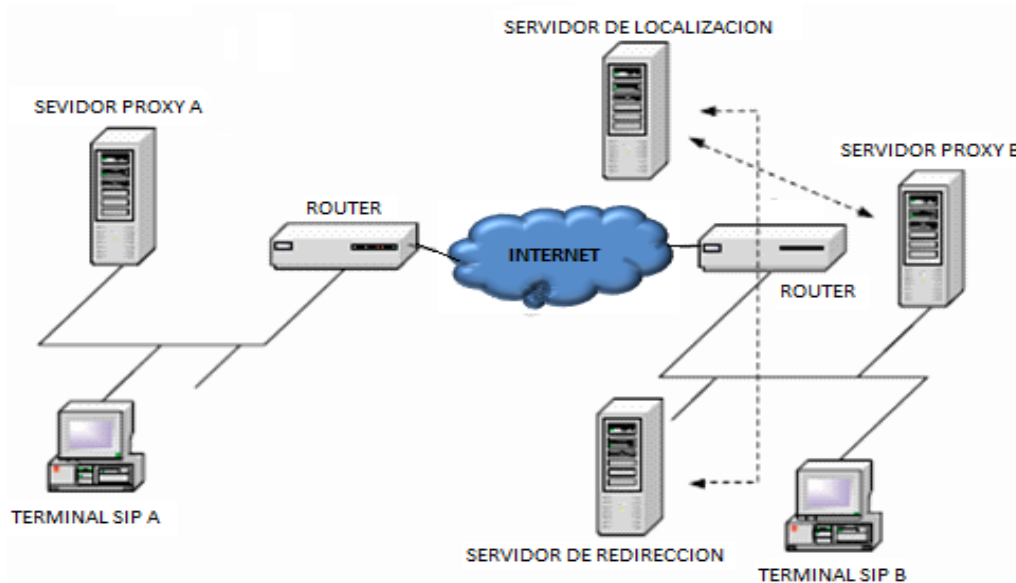 SERVIDOR DE LOCALIZACION
SEVIDOR PROXY A
SERVIDOR PROXY B
ROUTER
INTERNET
ROUTER
TERMINAL SIP A
SERVIDOR DE REDIRECCION
TERMINAL SIP B